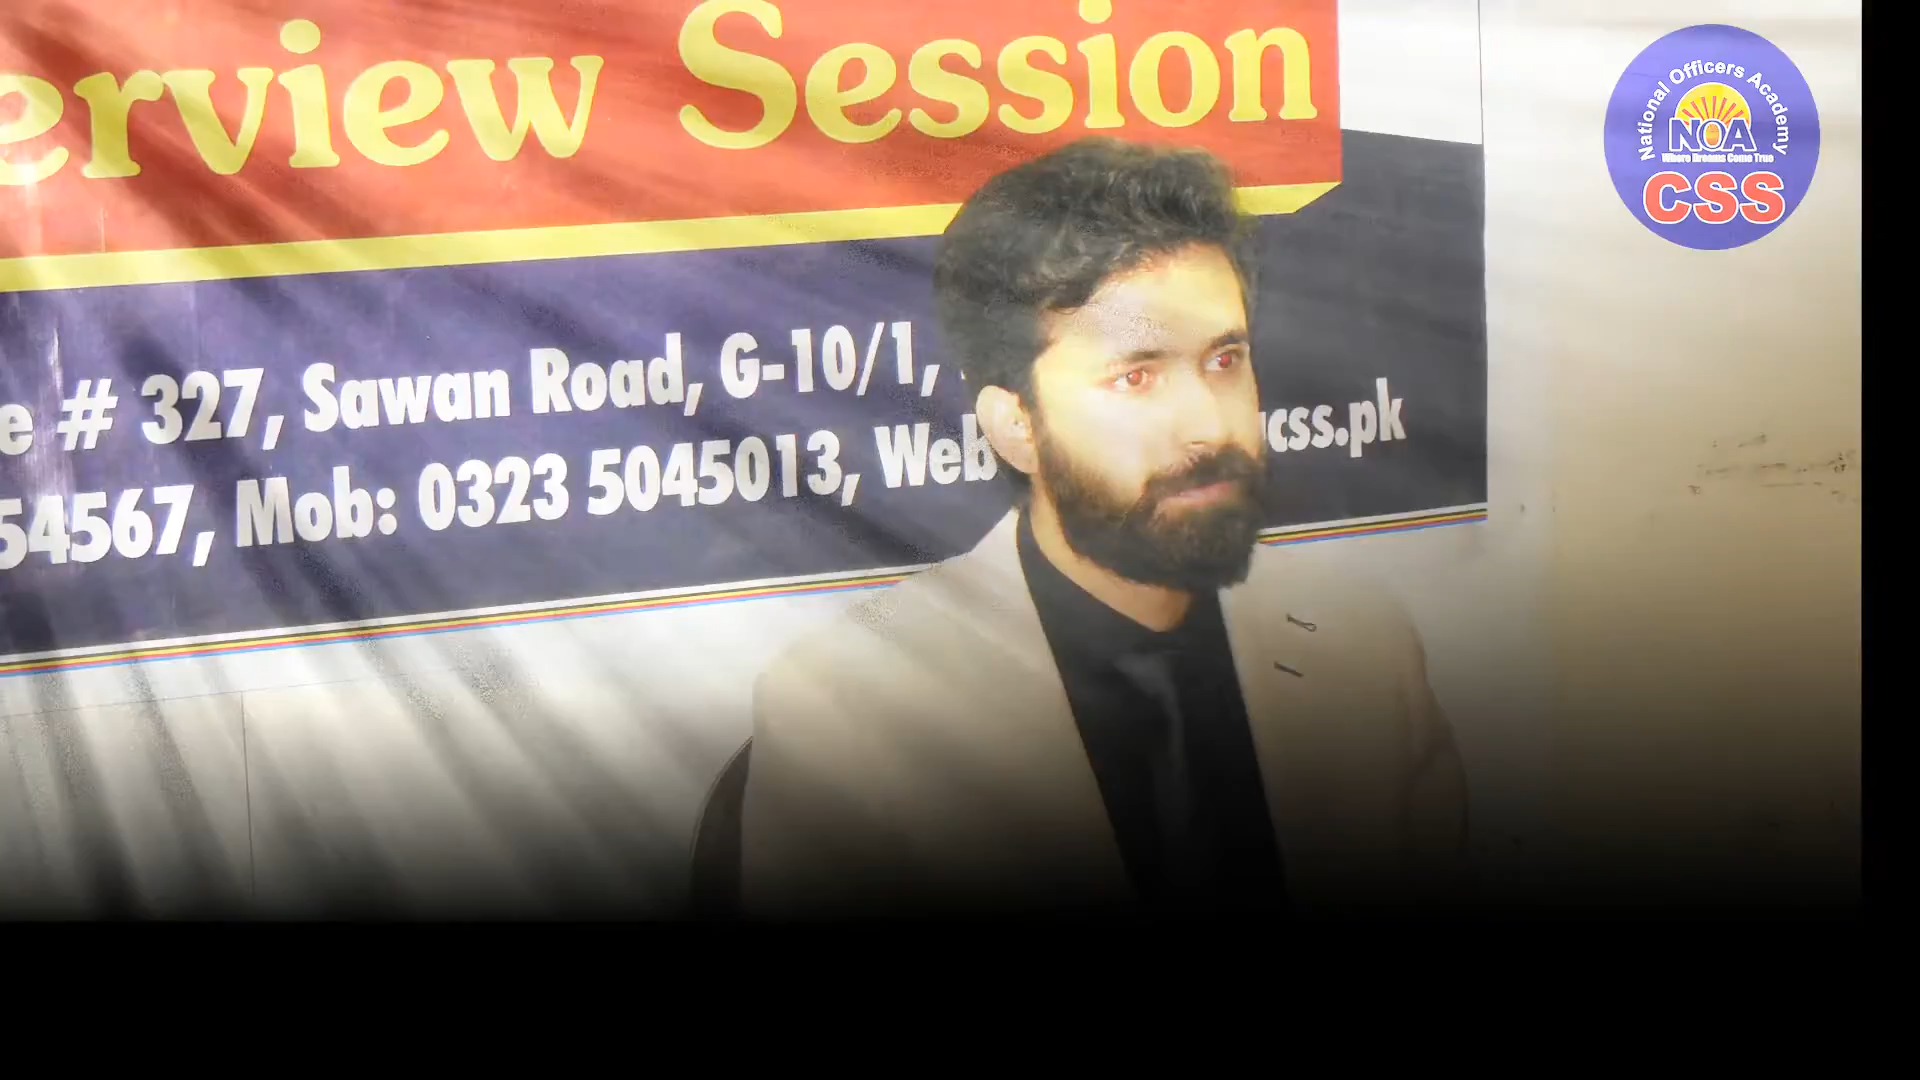 erview Session
e # 327, Sawan Road, G-10/1,
54567, Mob: 0323 5045013, Web css.pk
National Officers Academy
NOA
Where Dreams Come True
CSS